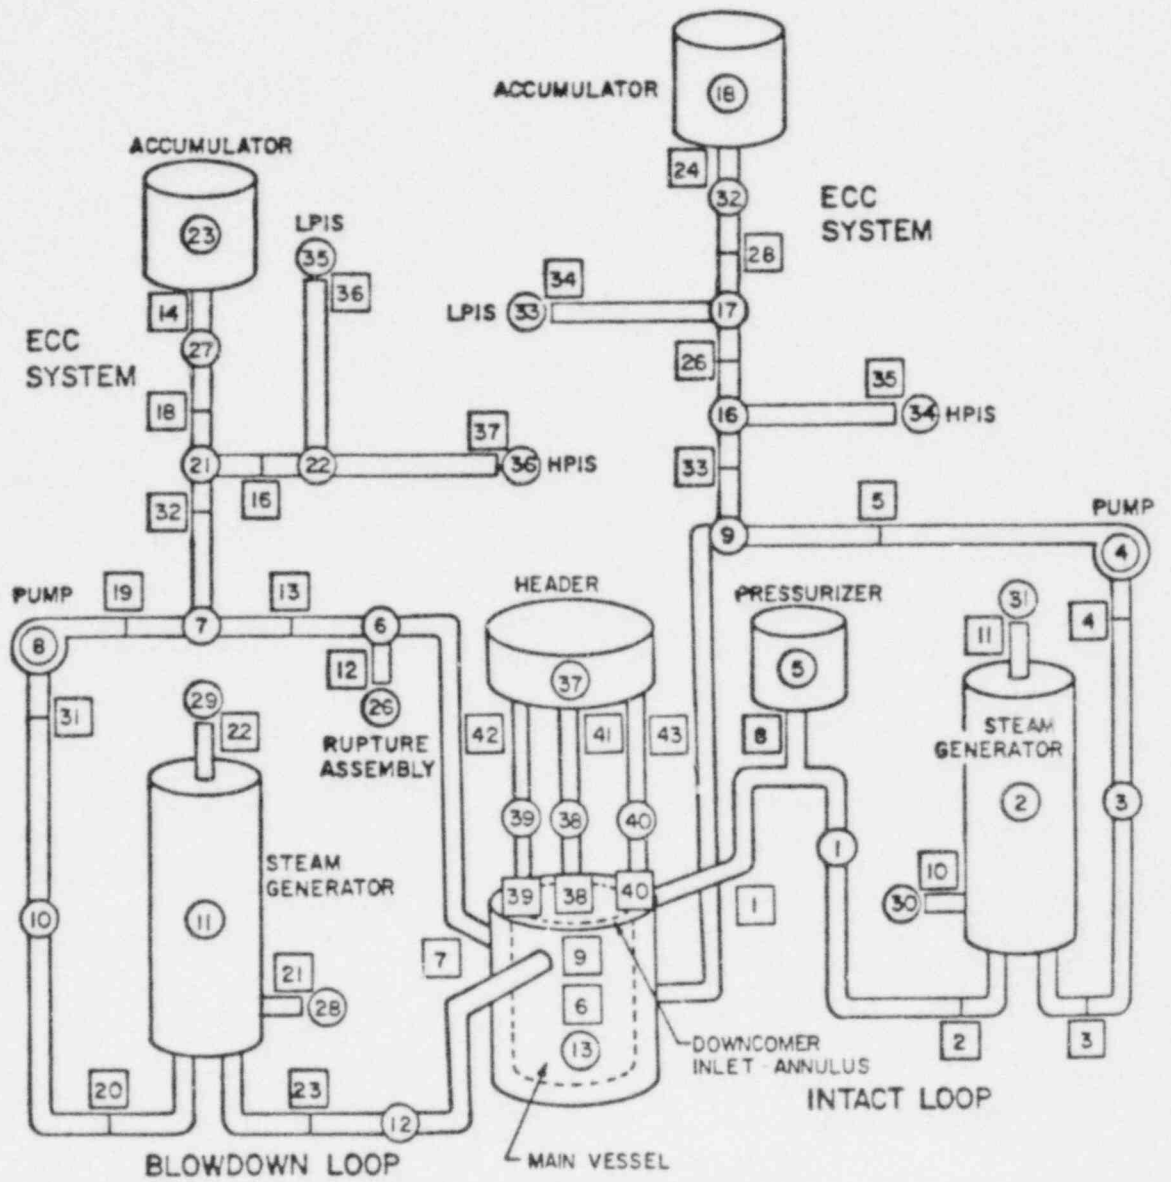 ACCUMULATOR
18
24
32
ECC
SYSTEM
28
ACCUMULATOR
23
LPIS
35
36
14
27
ECC
SYSTEM
18
34
LPIS
33
17
26
35
16
34
HPIS
37
21
22
36
HPIS
16
33
32
5
PUMP
9
4
PUMP
19
13
HEADER
PRESSURIZER
31
8
7
6
11
4
12
37
5
29
26
31
22
RUPTURE
ASSEMBLY
42
41
43
8
STEAM
GENERATOR
2
3
39
38
40
1
STEAM
GENERATOR
10
11
39
38
40
10
30
1
7
9
21
28
6
13
DOWNCOMER
INLET ANNULUS
2
3
20
23
12
INTACT LOOP
BLOWDOWN LOOP
MAIN VESSEL